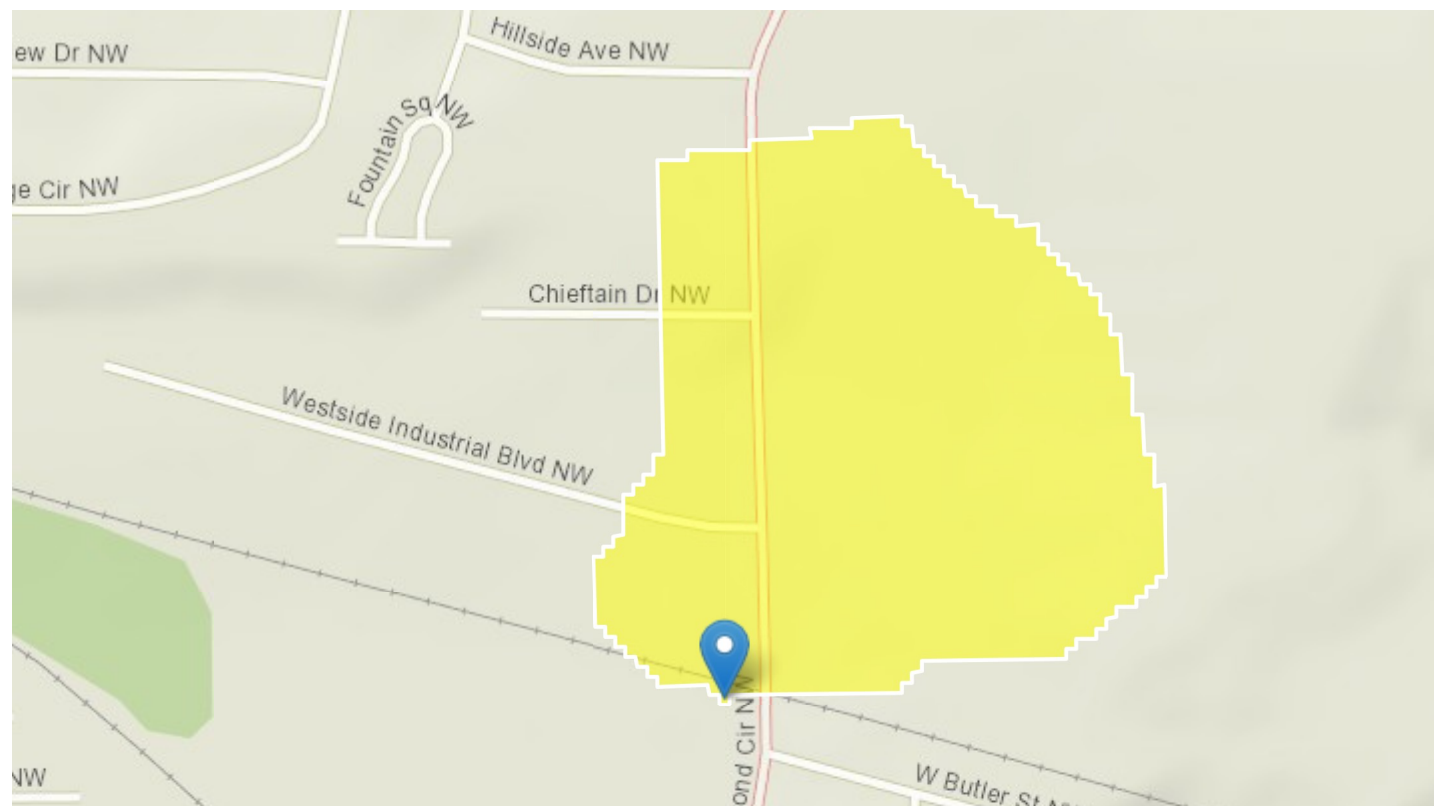 Hillside Ave NW
ew Dr NW
Fountain Sq NW
ge Cir NW
Chieftain Dr NW
Westside Industrial Blvd NW
ond Cir NW
W Butler St NW
NW